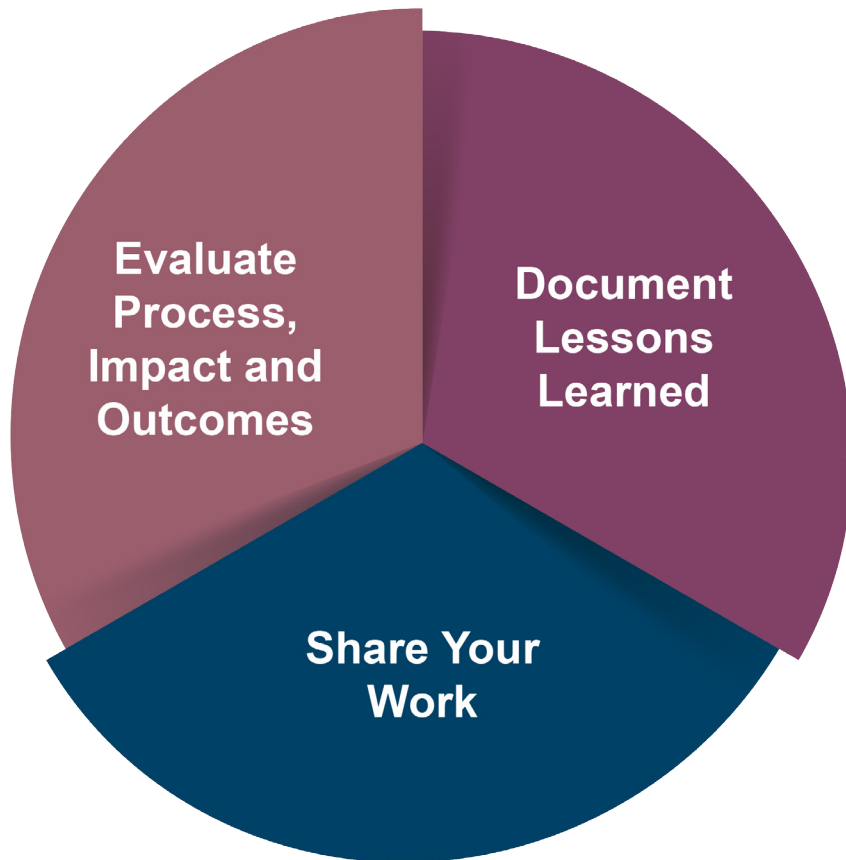 Evaluate
Process,
Impact and
Outcomes
Document
Lessons
Learned
Share Your
Work